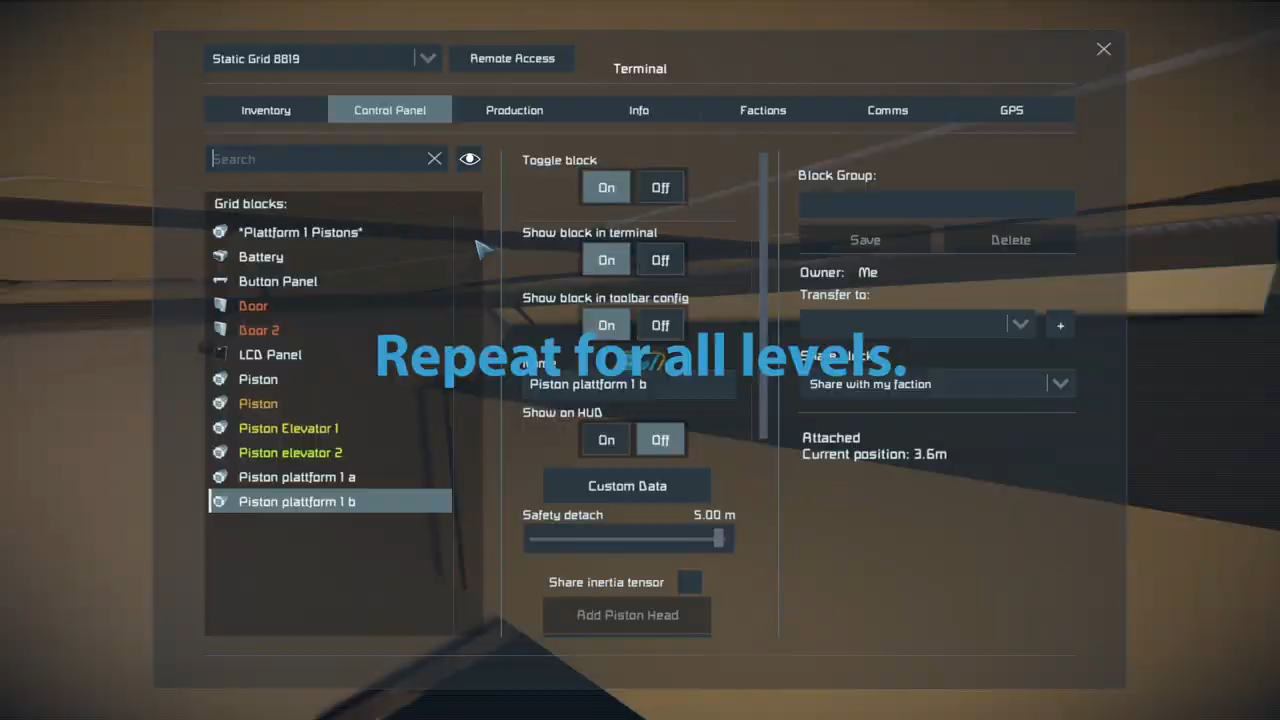 Static Grid 8819
Remote Access
Terminal
Inventory
Control Panel
Production
Info
Factions
Comms
GPS
Search
Grid blocks:
*Plattform 1 Pistons*
Battery
Button Panel
Door
Door 2
LCD Panel
Piston
Piston
Piston Elevator 1
Piston elevator 2
Piston plattform 1 a
Piston plattform 1 b
Toggle block
On Off
Show block in terminal
On Off
Show block in toolbar config
On Off
Repeat for all levels.
Piston plattform 1 b
Show on HUD
On Off
Custom Data
Safety detach 5.00 m
Share inertia tensor
Add Piston Head
Block Group:
Save Delete
Owner: Me
Transfer to:
+
Share with my faction
Attached
Current position: 3.6m